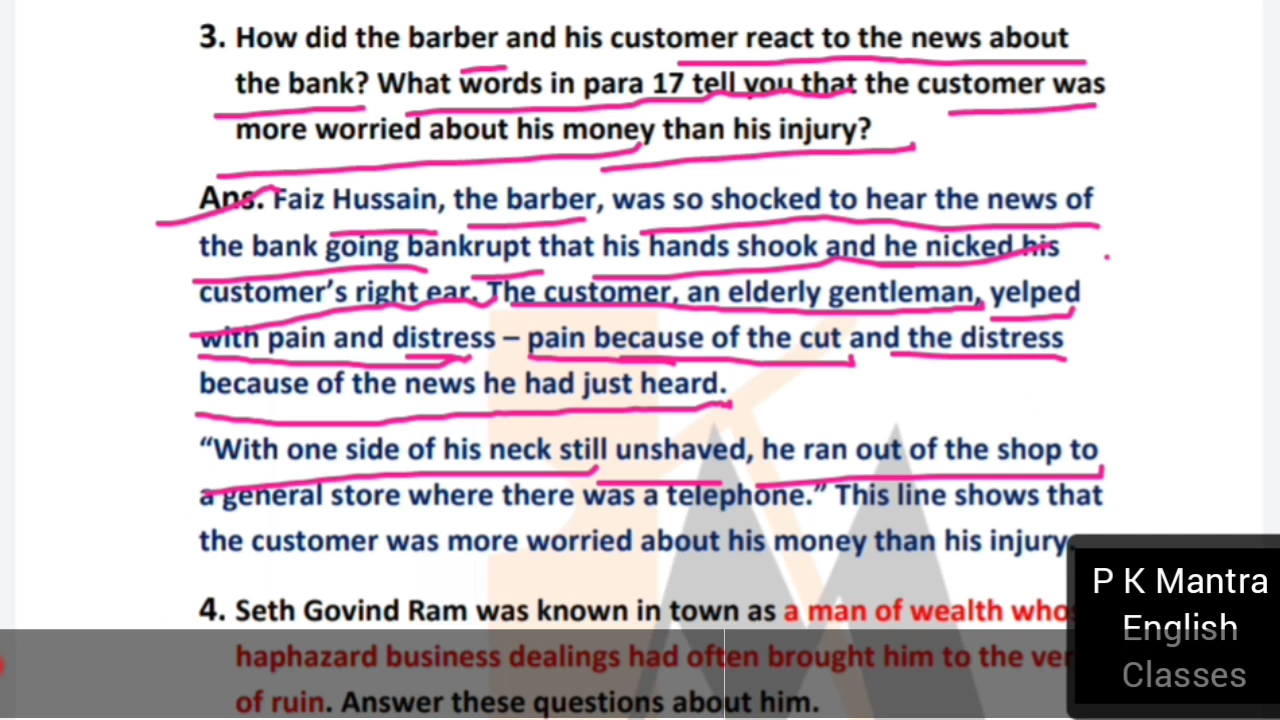 3. How did the barber and his customer react to the news about
the bank? What words in para 17 tell you that the customer was
more worried about his money than his injury?
Ans. Faiz Hussain, the barber, was so shocked to hear the news of
the bank going bankrupt that his hands shook and he nicked his
customer’s right ear. The customer, an elderly gentleman, yelped
with pain and distress – pain because of the cut and the distress
because of the news he had just heard.
“With one side of his neck still unshaved, he ran out of the shop to
a general store where there was a telephone.” This line shows that
the customer was more worried about his money than his injury
4. Seth Govind Ram was known in town as a man of wealth
haphazard business dealings had often brought him to the
of ruin. Answer these questions about him.
P K Mantra
English
Classes